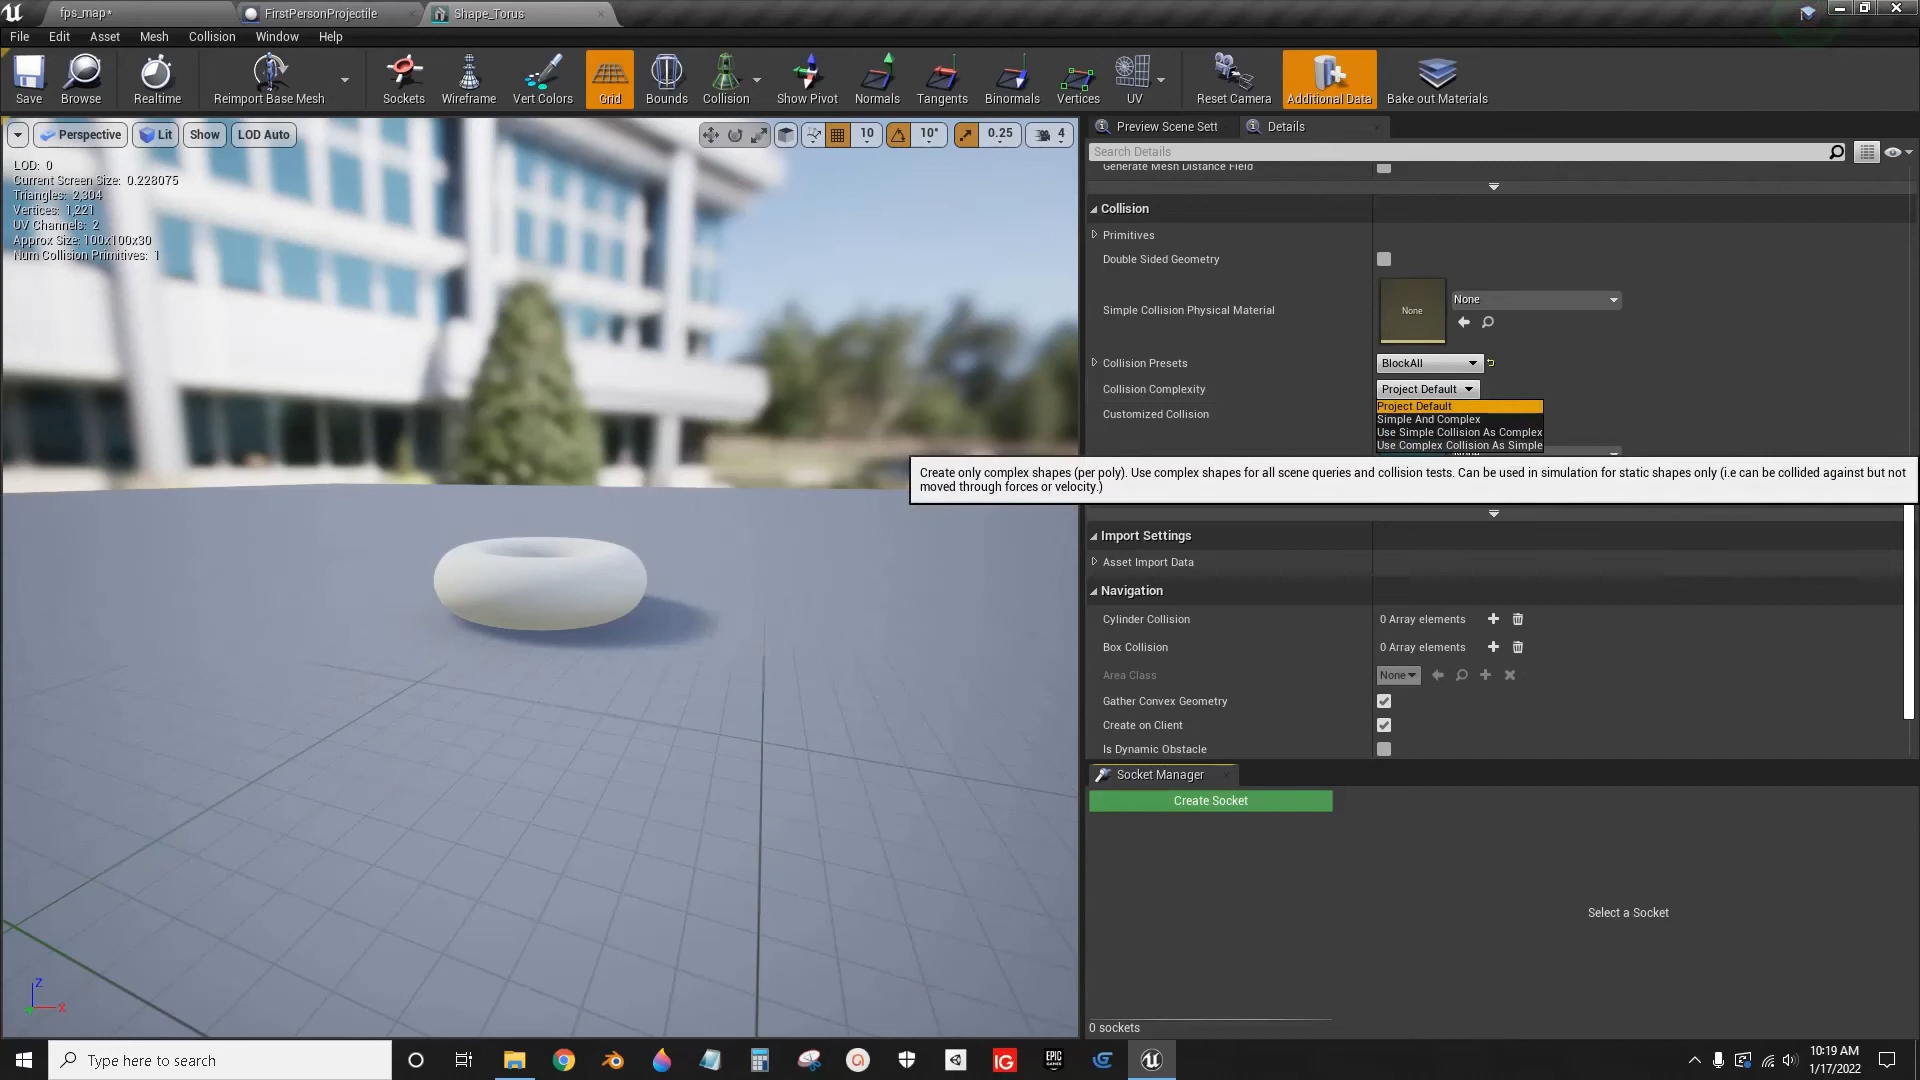 fps_map*
FirstPersonProjectile
Shape_Torus
File
Edit
Asset
Mesh
Collision
Window
Help
Save
Browse
Realtime
Reimport Base Mesh
Sockets
Wireframe
Vert Colors
Grid
Bounds
Collision
Show Pivot
Normals
Tangents
Binormals
Vertices
UV
Reset Camera
Additional Data
Bake out Materials
Perspective
Lit
Show
LOD Auto
10
10°
0.25
4
LOD: 0
Current Screen Size: 0.228075
Triangles: 2,304
Vertices: 1,221
UV Channels: 2
Approx Size: 100x100x30
Num Collision Primitives: 1
Preview Scene Sett
Details
Search Details
Generate Mesh Distance Field
Collision
Primitives
Double Sided Geometry
Simple Collision Physical Material
None
None
Collision Presets
BlockAll
Collision Complexity
Project Default
Customized Collision
Project Default
Simple And Complex
Use Simple Collision As Complex
Use Complex Collision As Simple
Create only complex shapes (per poly). Use complex shapes for all scene queries and collision tests. Can be used in simulation for static shapes only (i.e can be collided against but not
moved through forces or velocity.)
Import Settings
Asset Import Data
Navigation
Cylinder Collision
0 Array elements
Box Collision
0 Array elements
Area Class
None
Gather Convex Geometry
Create on Client
Is Dynamic Obstacle
Socket Manager
Create Socket
Select a Socket
0 sockets
Z
X
Type here to search
IG
EPIC
GAMES
10:19 AM
1/17/2022